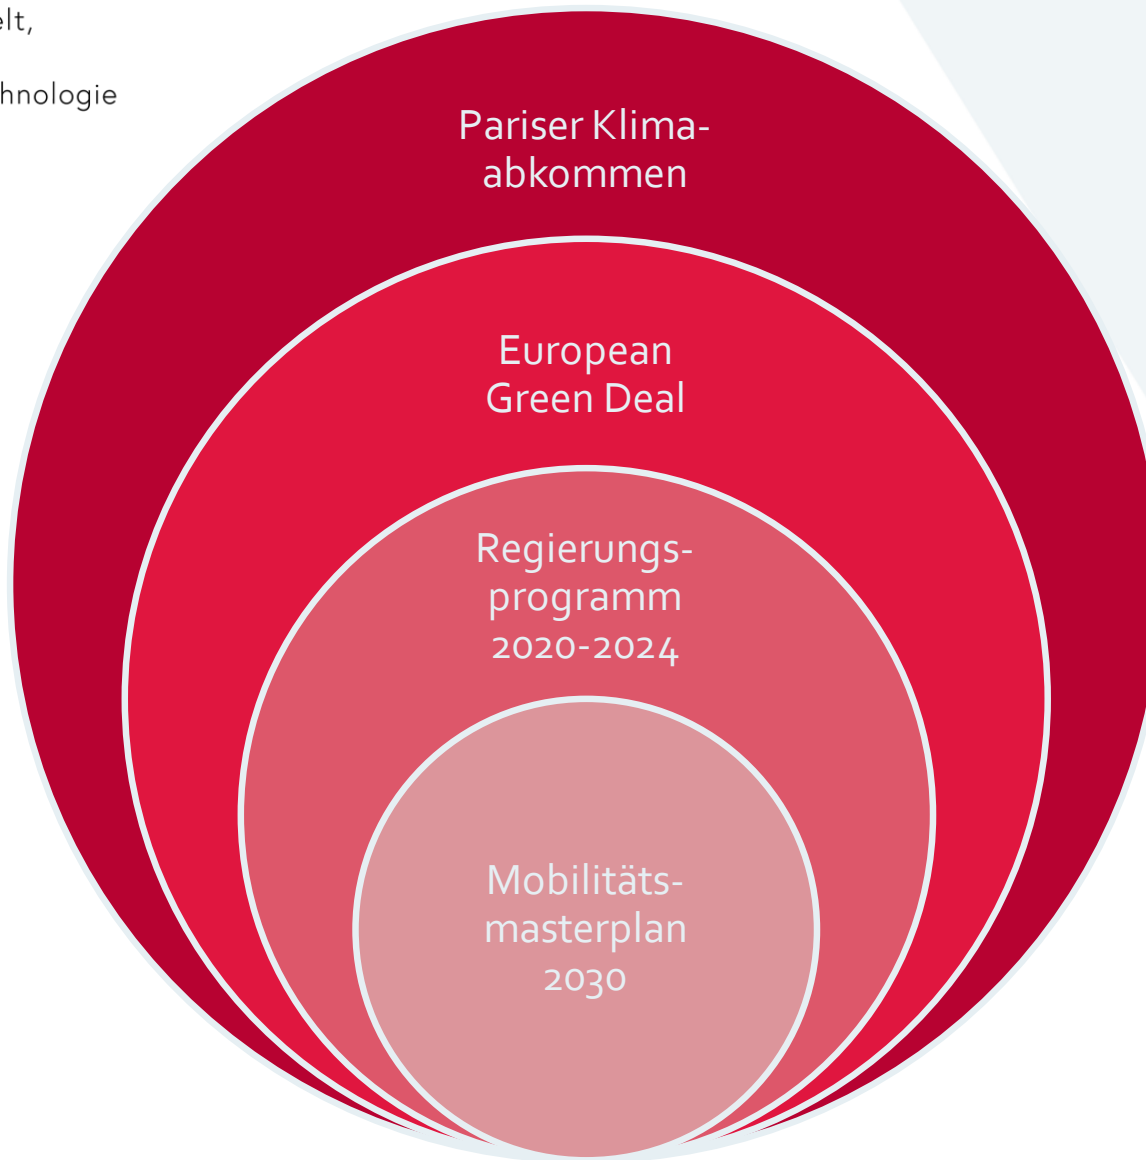 elt,
hnologie
Pariser Klima-
abkommen
European
Green Deal
Regierungs-
programm
2020-2024
Mobilitäts-
masterplan
2030